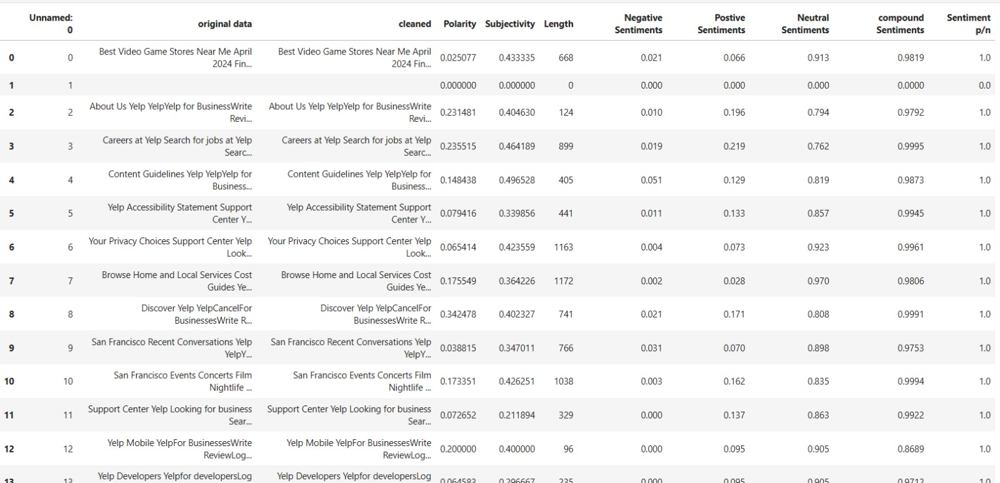 Unnamed: 0 original data cleaned Polarity Subjectivity Length Negative Sentiments Postive Sentiments Neutral Sentiments compound Sentiments Sentiment p/n
0 0 Best Video Game Stores Near Me April 2024 Fin... Best Video Game Stores Near Me April 2024 Fin... 0.025077 0.433335 668 0.021 0.066 0.913 0.9819 1.0
1 1 0.000000 0.000000 0 0.000 0.000 0.000 0.0000 0.0
2 2 About Us Yelp YelpYelp for BusinessWrite Revi... About Us Yelp YelpYelp for BusinessWrite Revi... 0.231481 0.404630 124 0.010 0.196 0.794 0.9792 1.0
3 3 Careers at Yelp Search for jobs at Yelp Searc... Careers at Yelp Search for jobs at Yelp Searc... 0.235515 0.464189 899 0.019 0.219 0.762 0.9995 1.0
4 4 Content Guidelines Yelp YelpYelp for Business... Content Guidelines Yelp YelpYelp for Business... 0.148438 0.496528 405 0.051 0.129 0.819 0.9873 1.0
5 5 Yelp Accessibility Statement Support Center Y... Yelp Accessibility Statement Support Center Y... 0.079416 0.339856 441 0.011 0.133 0.857 0.9945 1.0
6 6 Your Privacy Choices Support Center Yelp Look... Your Privacy Choices Support Center Yelp Look... 0.065414 0.423559 1163 0.004 0.073 0.923 0.9961 1.0
7 7 Browse Home and Local Services Cost Guides Ye... Browse Home and Local Services Cost Guides Ye... 0.175549 0.364226 1172 0.002 0.028 0.970 0.9806 1.0
8 8 Discover Yelp YelpCancelFor BusinessesWrite R... Discover Yelp YelpCancelFor BusinessesWrite R... 0.342478 0.402327 741 0.021 0.171 0.808 0.9991 1.0
9 9 San Francisco Recent Conversations Yelp YelpY... San Francisco Recent Conversations Yelp YelpY... 0.038815 0.347011 766 0.031 0.070 0.898 0.9753 1.0
10 10 San Francisco Events Concerts Film Nightlife ... San Francisco Events Concerts Film Nightlife ... 0.173351 0.426251 1038 0.003 0.162 0.835 0.9994 1.0
11 11 Support Center Yelp Looking for business Sear... Support Center Yelp Looking for business Sear... 0.072652 0.211894 329 0.000 0.137 0.863 0.9922 1.0
12 12 Yelp Mobile YelpFor BusinessesWrite ReviewLog... Yelp Mobile YelpFor BusinessesWrite ReviewLog... 0.200000 0.400000 96 0.000 0.095 0.905 0.8689 1.0
13 13 Yelp Developers Yelpfor developersLog Yelp Developers Yelpfor developersLog 0.064583 0.296667 235 0.000 0.095 0.905 0.9712 1.0